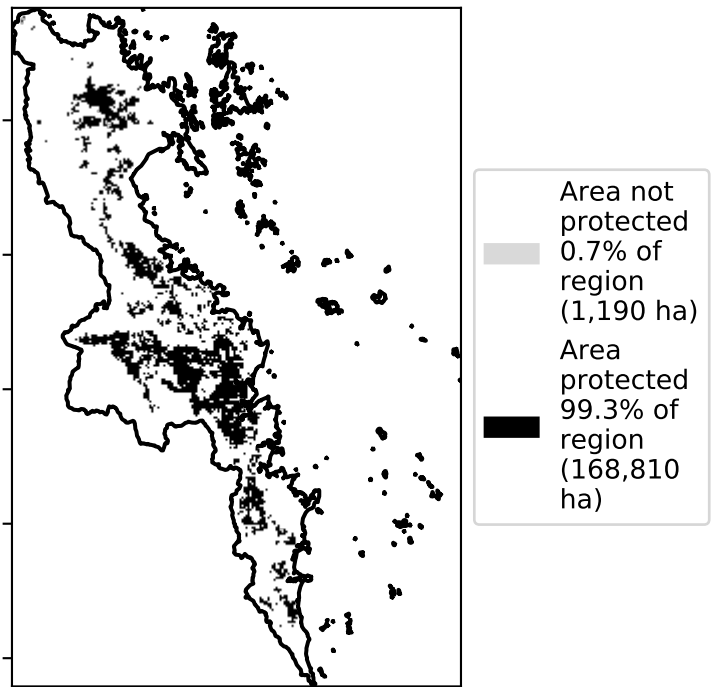 Area not
protected
0.7% of
region
(1,190 ha)
Area
protected
99.3% of
region
(168,810
ha)